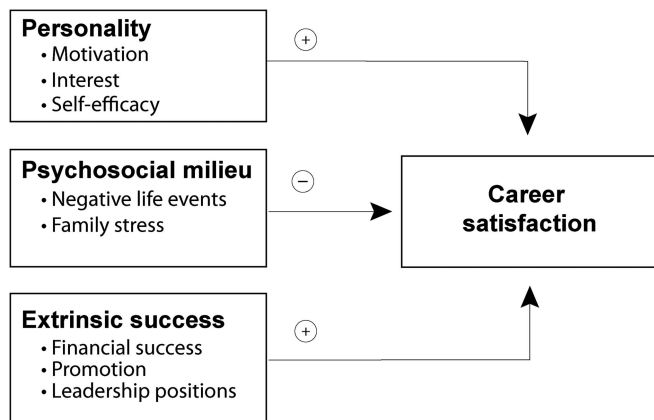 Personality
• Motivation
• Interest
• Self-efficacy
+
Psychosocial milieu
• Negative life events
• Family stress
−
Career
satisfaction
Extrinsic success
• Financial success
• Promotion
• Leadership positions
+